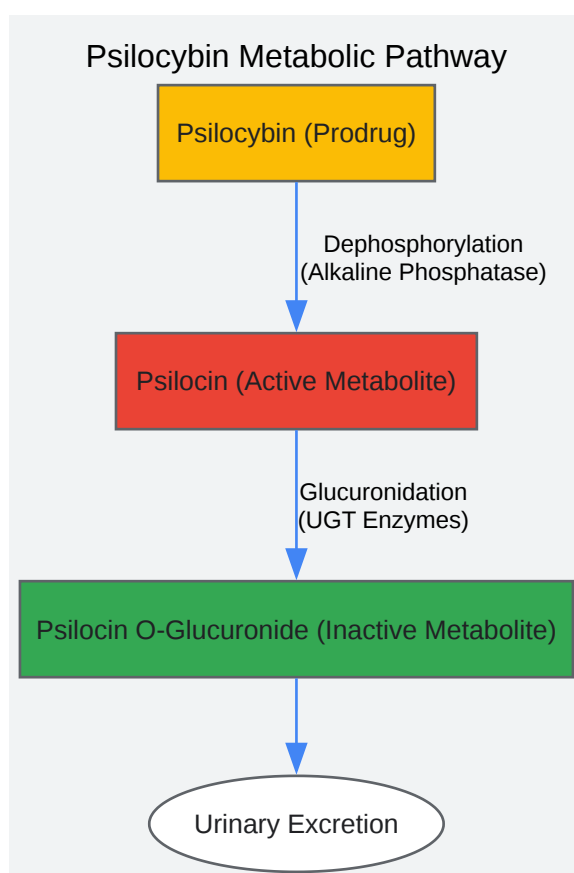 Psilocybin Metabolic Pathway
Psilocybin (Prodrug)
Dephosphorylation
(Alkaline Phosphatase)
Psilocin (Active Metabolite)
Glucuronidation
(UGT Enzymes)
Psilocin O-Glucuronide (Inactive Metabolite)
Urinary Excretion